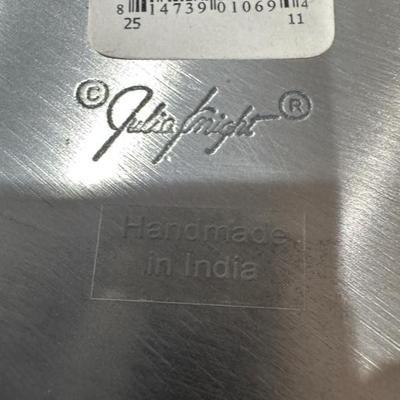 8 14739 01069 4
25 11
© Julia Knight ®
Handmade
in India